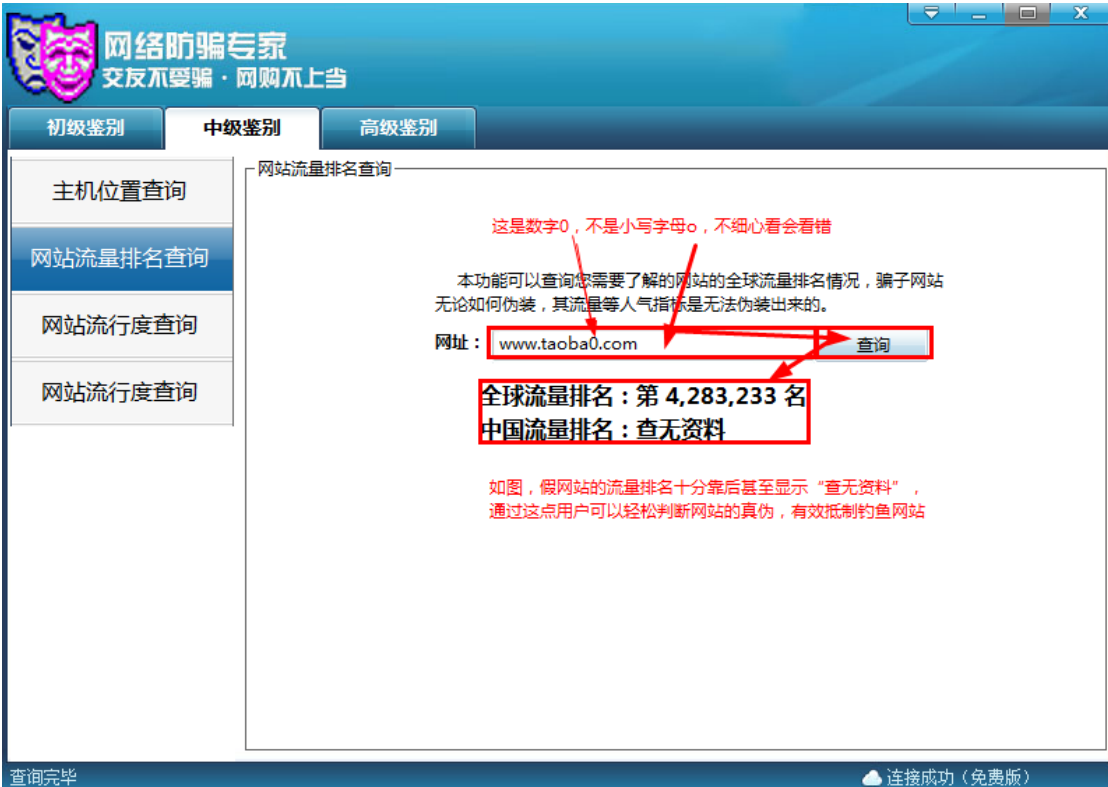 网络防骗专家
交友不受骗·网购不上当
初级鉴别
中级鉴别
高级鉴别
主机位置查询
网站流量排名查询
网站流行度查询
网站流行度查询
网站流量排名查询
这是数字0，不是小写字母o，不细心看会看错
本功能可以查询您需要了解的网站的全球流量排名情况，骗子网站
无论如何伪装，其流量等人气指标是无法伪装出来的。
网址：
www.taoba0.com
查询
全球流量排名：第 4,283,233 名
中国流量排名：查无资料
如图，假网站的流量排名十分靠后甚至显示“查无资料”，
通过这点用户可以轻松判断网站的真伪，有效抵制钓鱼网站
查询完毕
连接成功（免费版）